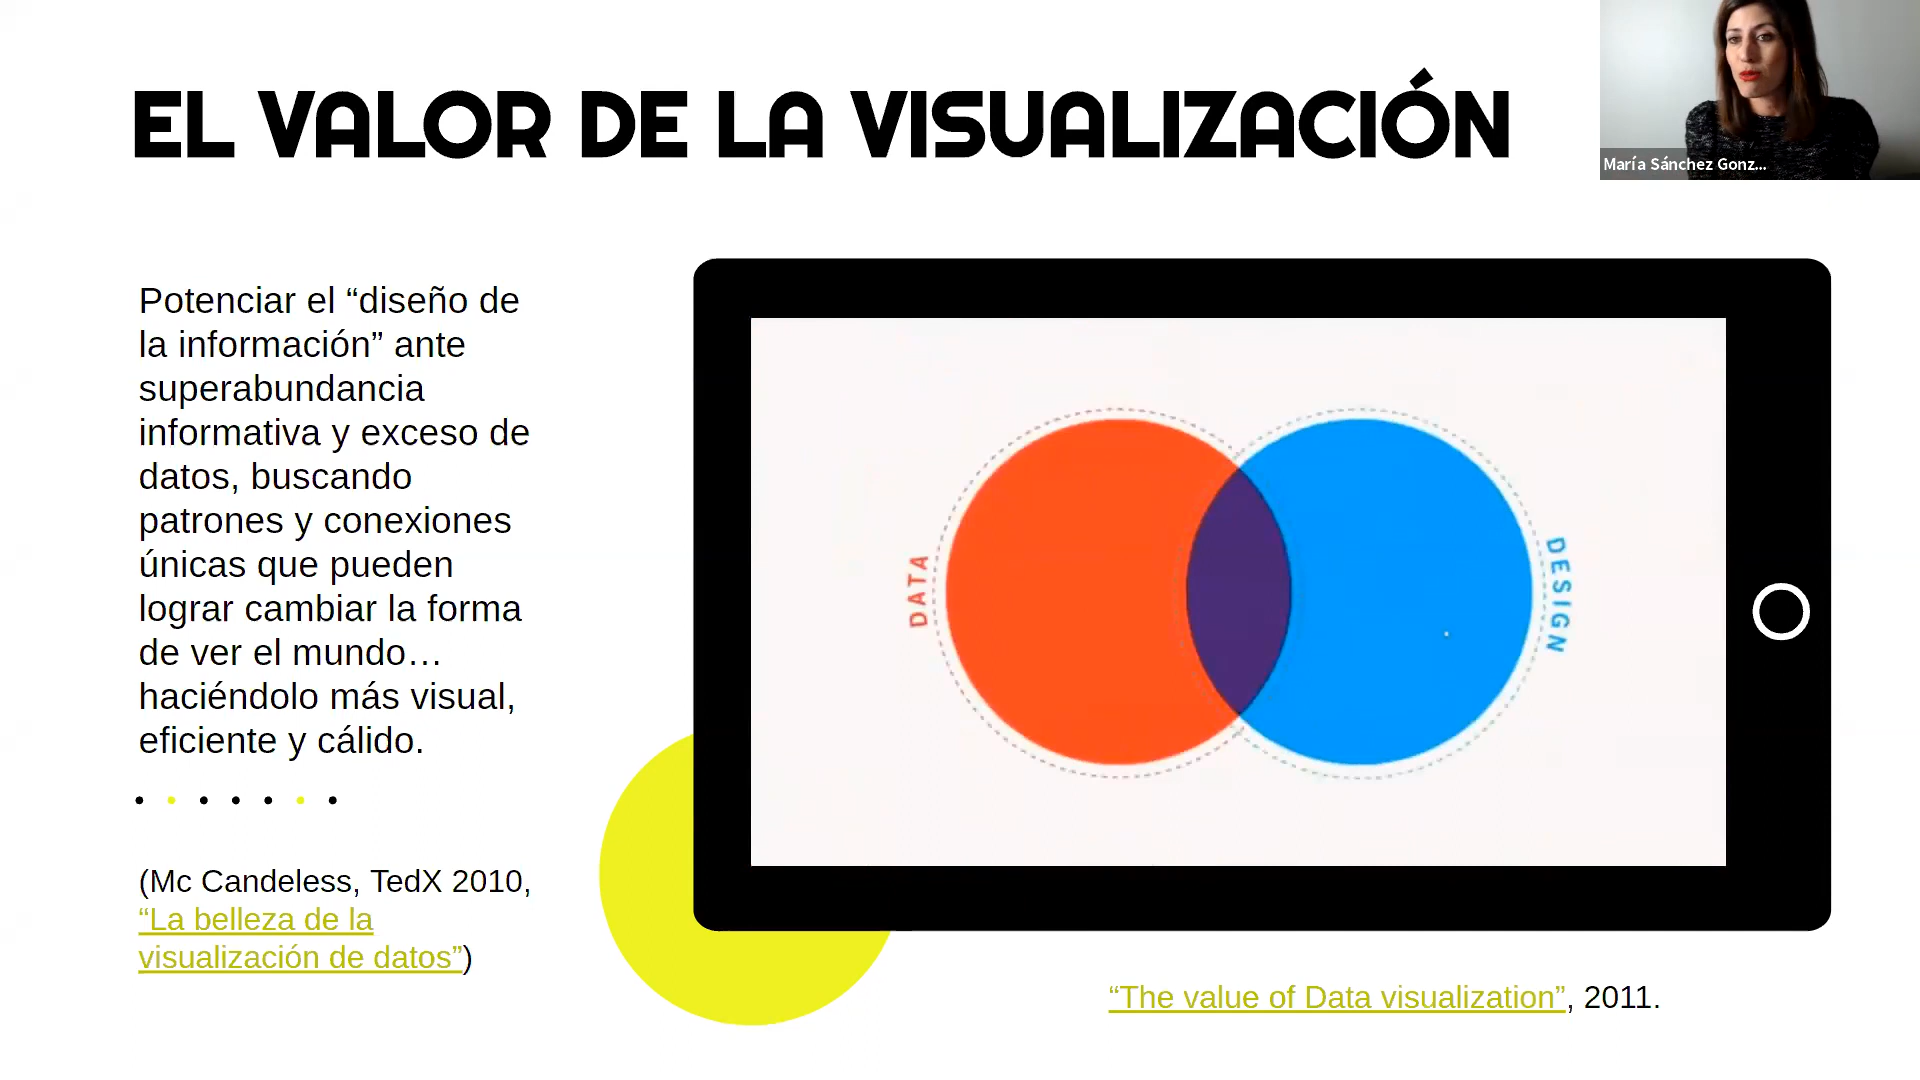 EL VALOR DE LA VISUALIZACIÓN
María Sánchez Gonz...
Potenciar el “diseño de
la información” ante
superabundancia
informativa y exceso de
datos, buscando
patrones y conexiones
únicas que pueden
lograr cambiar la forma
de ver el mundo…
haciéndolo más visual,
eficiente y cálido.
(Mc Candeless, TedX 2010,
“La belleza de la
visualización de datos”)
DATA
DESIGN
“The value of Data visualization”, 2011.